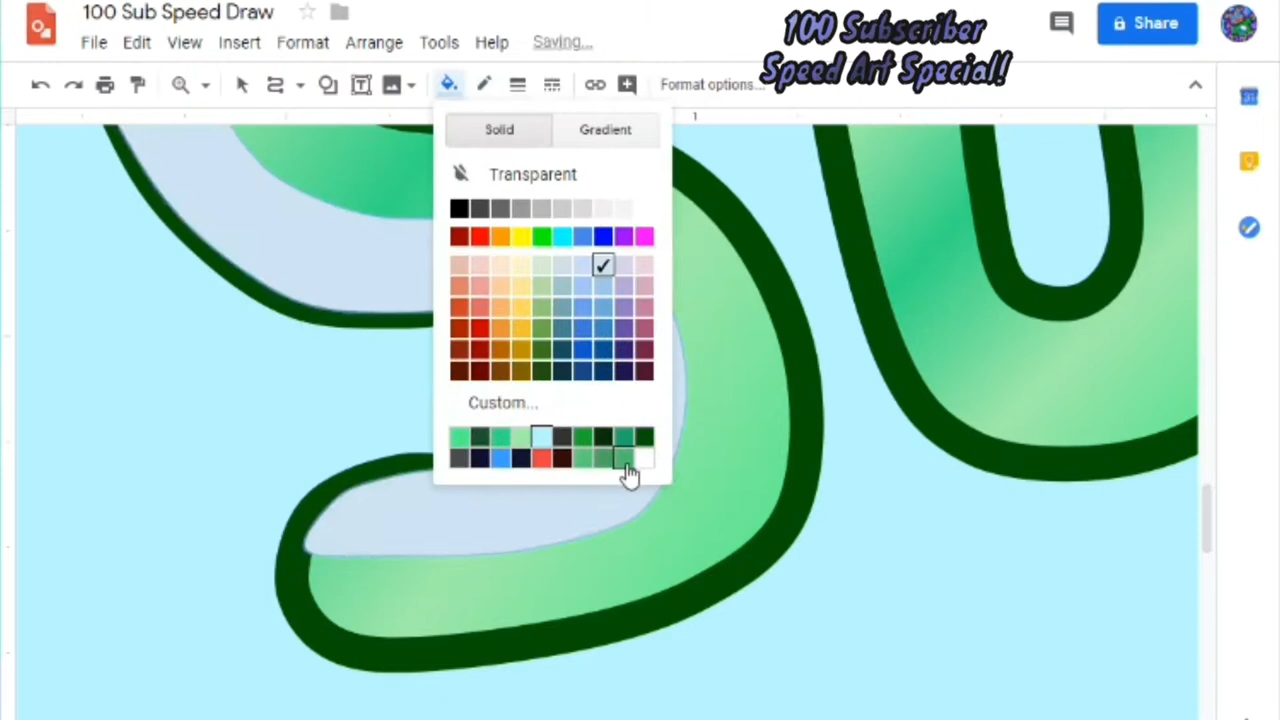 100 Sub Speed Draw
File Edit View Insert Format Arrange Tools Help Saving...
100 Subscriber
Speed Art Special!
Share
Format options...
Solid Gradient
1
Transparent
Custom...
31